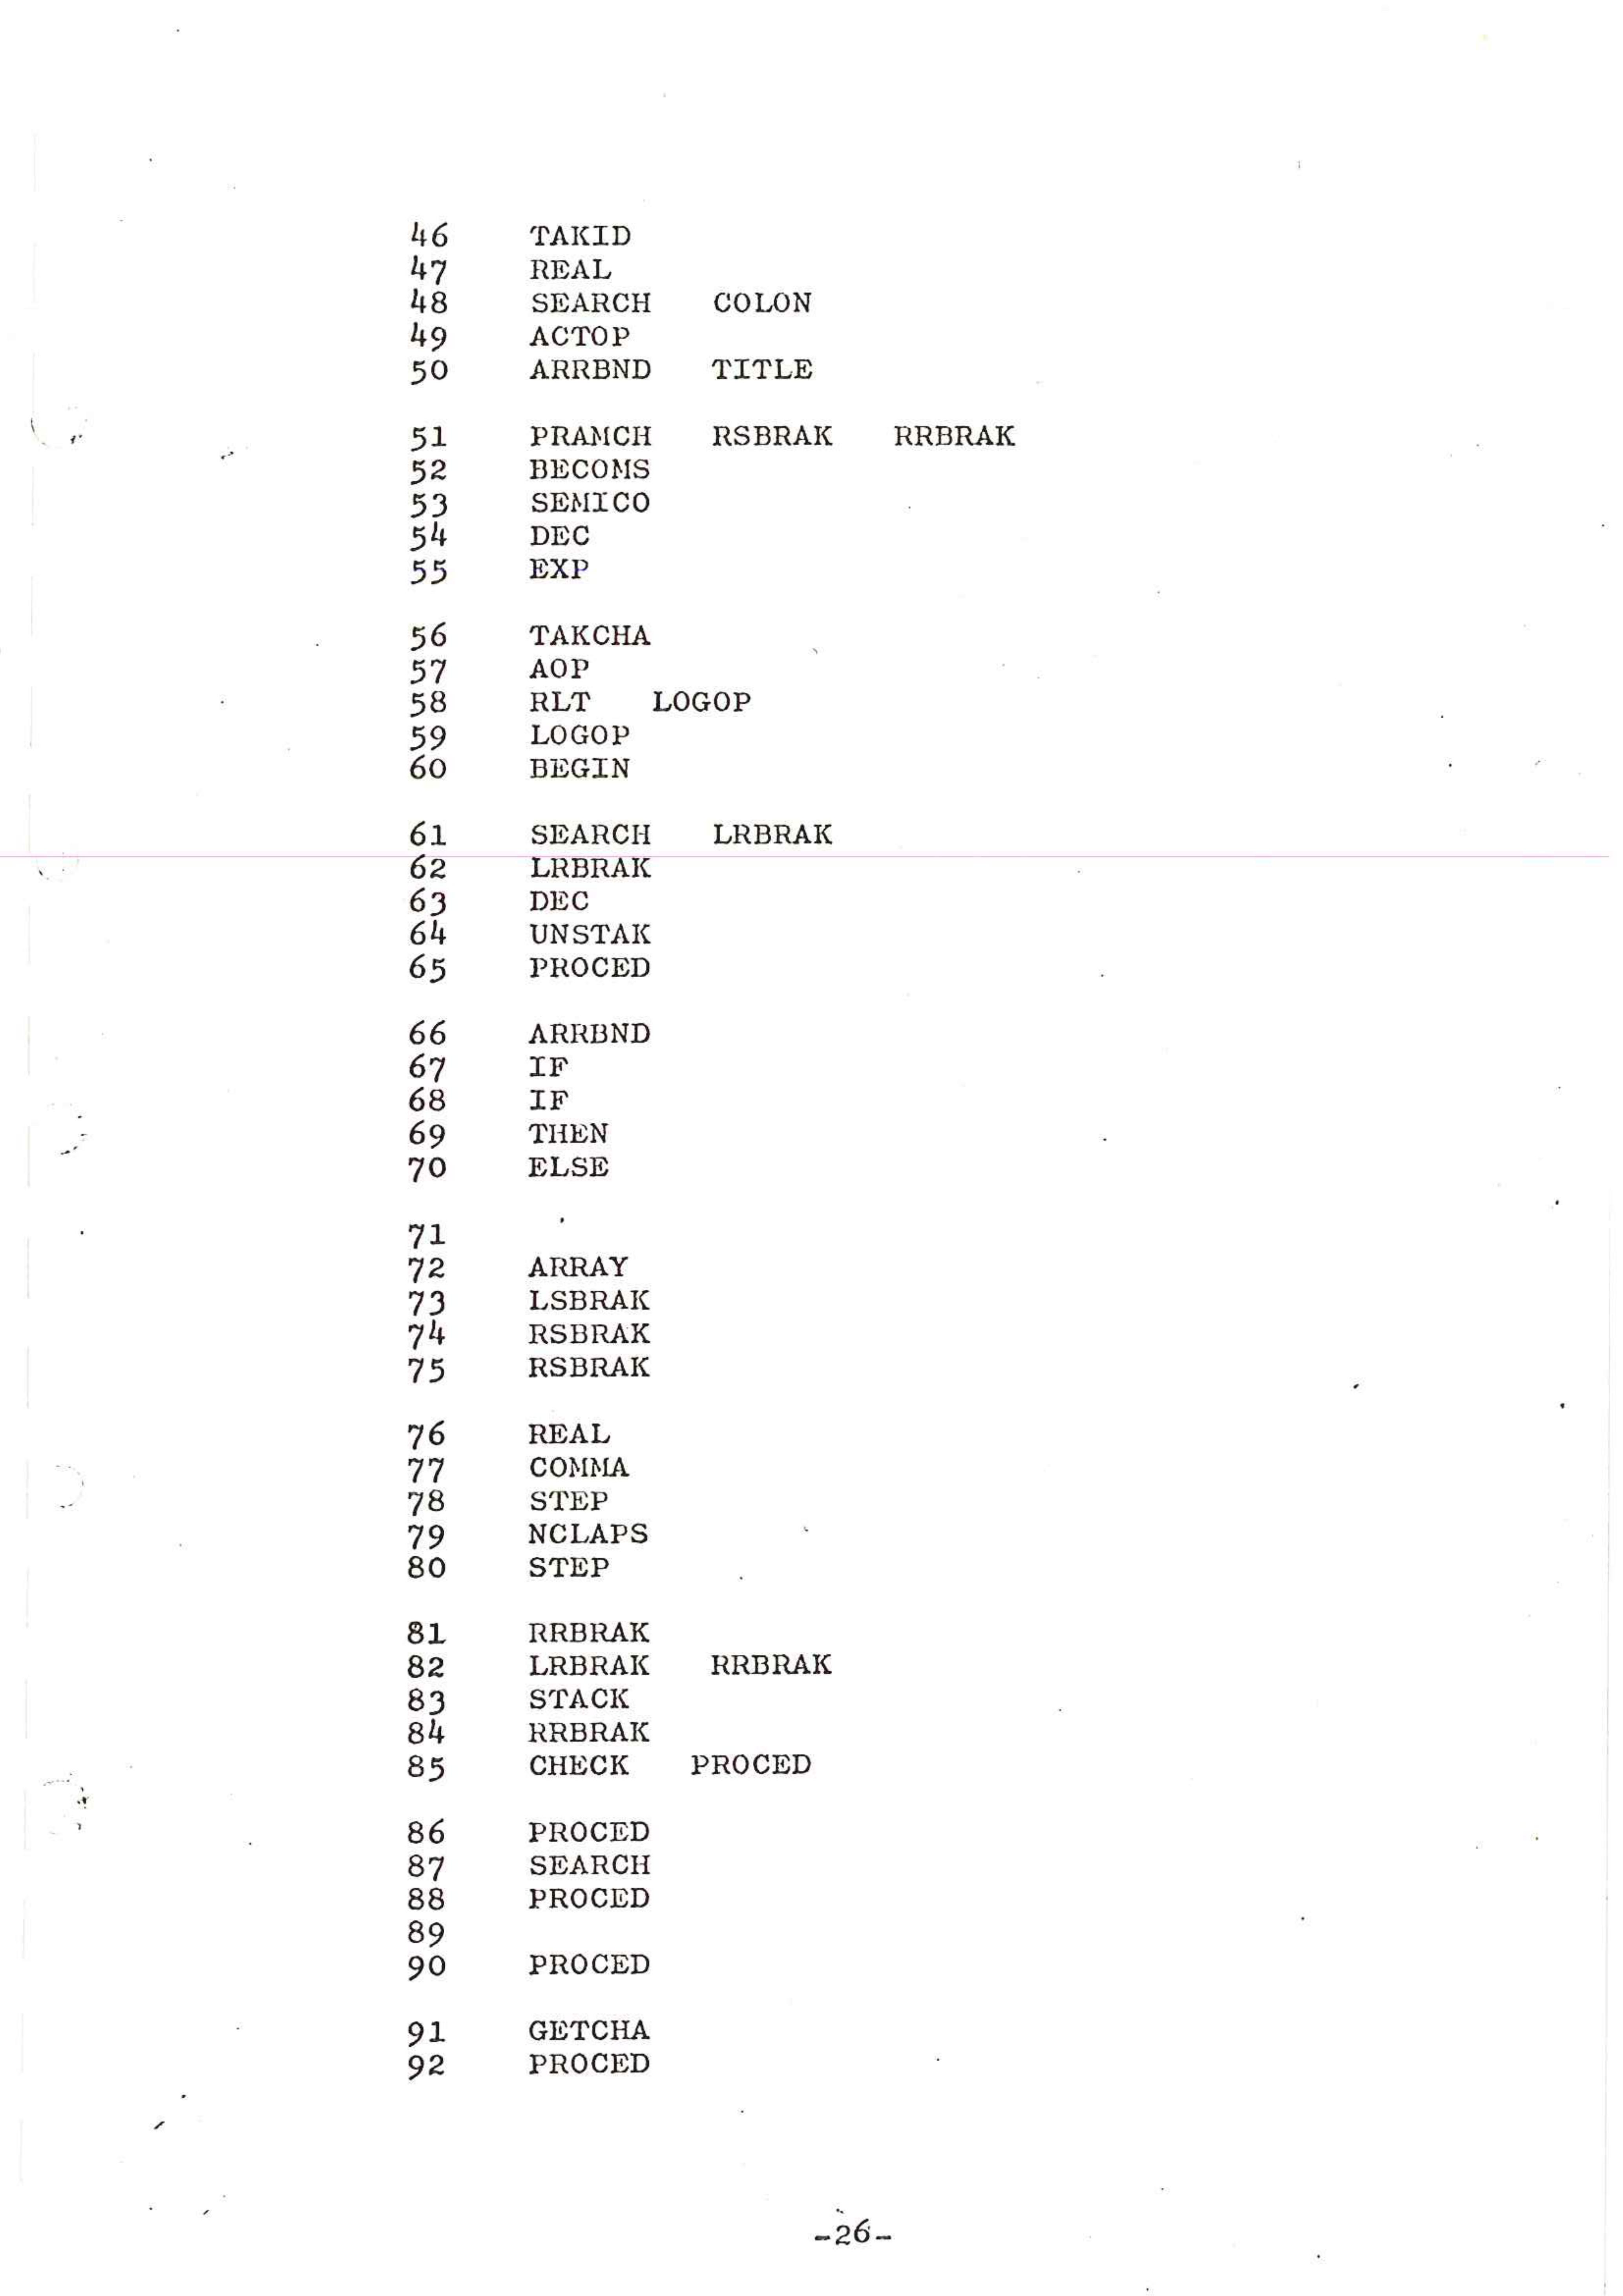 46 TAKID
47 REAL
48 SEARCH COLON
49 ACTOP
50 ARRBND TITLE
51 PRAMCH RSBRAK RRBRAK
52 BECOMS
53 SEMICO
54 DEC
55 EXP
56 TAKCHA
57 AOP
58 RLT LOGOP
59 LOGOP
60 BEGIN
61 SEARCH LRBRAK
62 LRBRAK
63 DEC
64 UNSTAK
65 PROCED
66 ARRBND
67 IF
68 IF
69 THEN
70 ELSE
71
72 ARRAY
73 LSBRAK
74 RSBRAK
75 RSBRAK
76 REAL
77 COMMA
78 STEP
79 NCLAPS
80 STEP
81 RRBRAK
82 LRBRAK RRBRAK
83 STACK
84 RRBRAK
85 CHECK PROCED
86 PROCED
87 SEARCH
88 PROCED
89
90 PROCED
91 GETCHA
92 PROCED
-26-